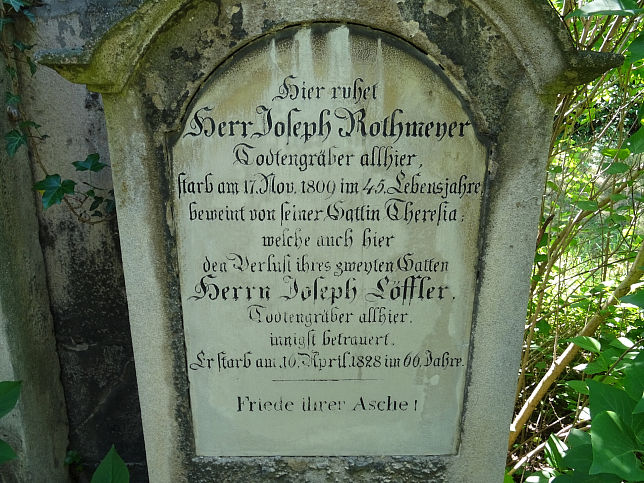 Hier ruhet
Herr Joseph Rothmeyer
Todtengräber allhier,
starb am 17. Nov. 1809 im 45. Lebensjahre,
beweint von seiner Gattin Theresia;
welche auch hier
den Verlust ihres zweyten Gatten
Herrn Joseph Löffler,
Todtengräber allhier.
innigst betrauert.
Er starb am 10. April. 1828 im 66. Jahre.
Friede ihrer Asche!